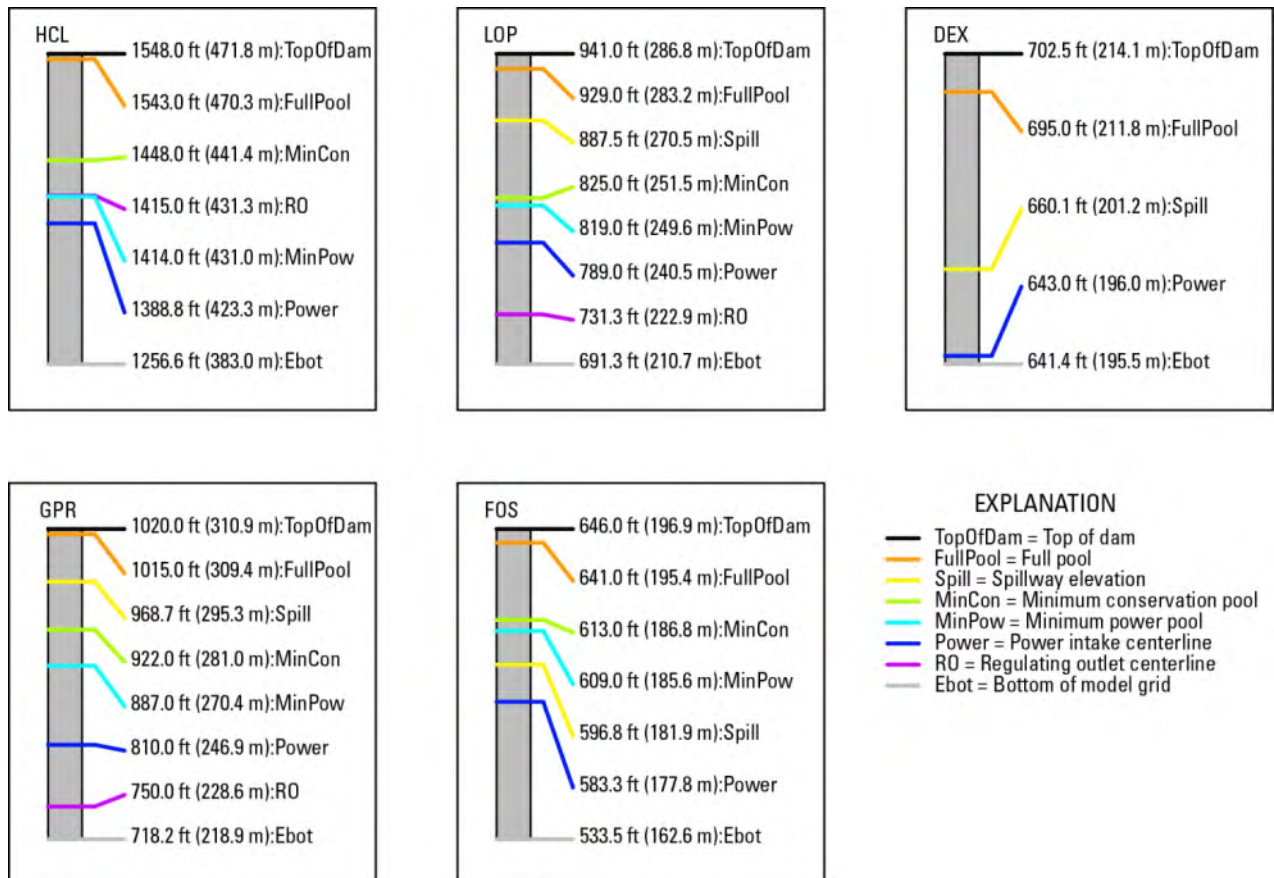 HCL
1548.0 ft (471.8 m):TopOfDam
1543.0 ft (470.3 m):FullPool
1448.0 ft (441.4 m):MinCon
1415.0 ft (431.3 m):RO
1414.0 ft (431.0 m):MinPow
1388.8 ft (423.3 m):Power
1256.6 ft (383.0 m):Ebot
LOP
941.0 ft (286.8 m):TopOfDam
929.0 ft (283.2 m):FullPool
887.5 ft (270.5 m):Spill
825.0 ft (251.5 m):MinCon
819.0 ft (249.6 m):MinPow
789.0 ft (240.5 m):Power
731.3 ft (222.9 m):RO
691.3 ft (210.7 m):Ebot
DEX
702.5 ft (214.1 m):TopOfDam
695.0 ft (211.8 m):FullPool
660.1 ft (201.2 m):Spill
643.0 ft (196.0 m):Power
641.4 ft (195.5 m):Ebot
GPR
1020.0 ft (310.9 m):TopOfDam
1015.0 ft (309.4 m):FullPool
968.7 ft (295.3 m):Spill
922.0 ft (281.0 m):MinCon
887.0 ft (270.4 m):MinPow
810.0 ft (246.9 m):Power
750.0 ft (228.6 m):RO
718.2 ft (218.9 m):Ebot
FOS
646.0 ft (196.9 m):TopOfDam
641.0 ft (195.4 m):FullPool
613.0 ft (186.8 m):MinCon
609.0 ft (185.6 m):MinPow
596.8 ft (181.9 m):Spill
583.3 ft (177.8 m):Power
533.5 ft (162.6 m):Ebot
EXPLANATION
TopOfDam = Top of dam
FullPool = Full pool
Spill = Spillway elevation
MinCon = Minimum conservation pool
MinPow = Minimum power pool
Power = Power intake centerline
RO = Regulating outlet centerline
Ebot = Bottom of model grid